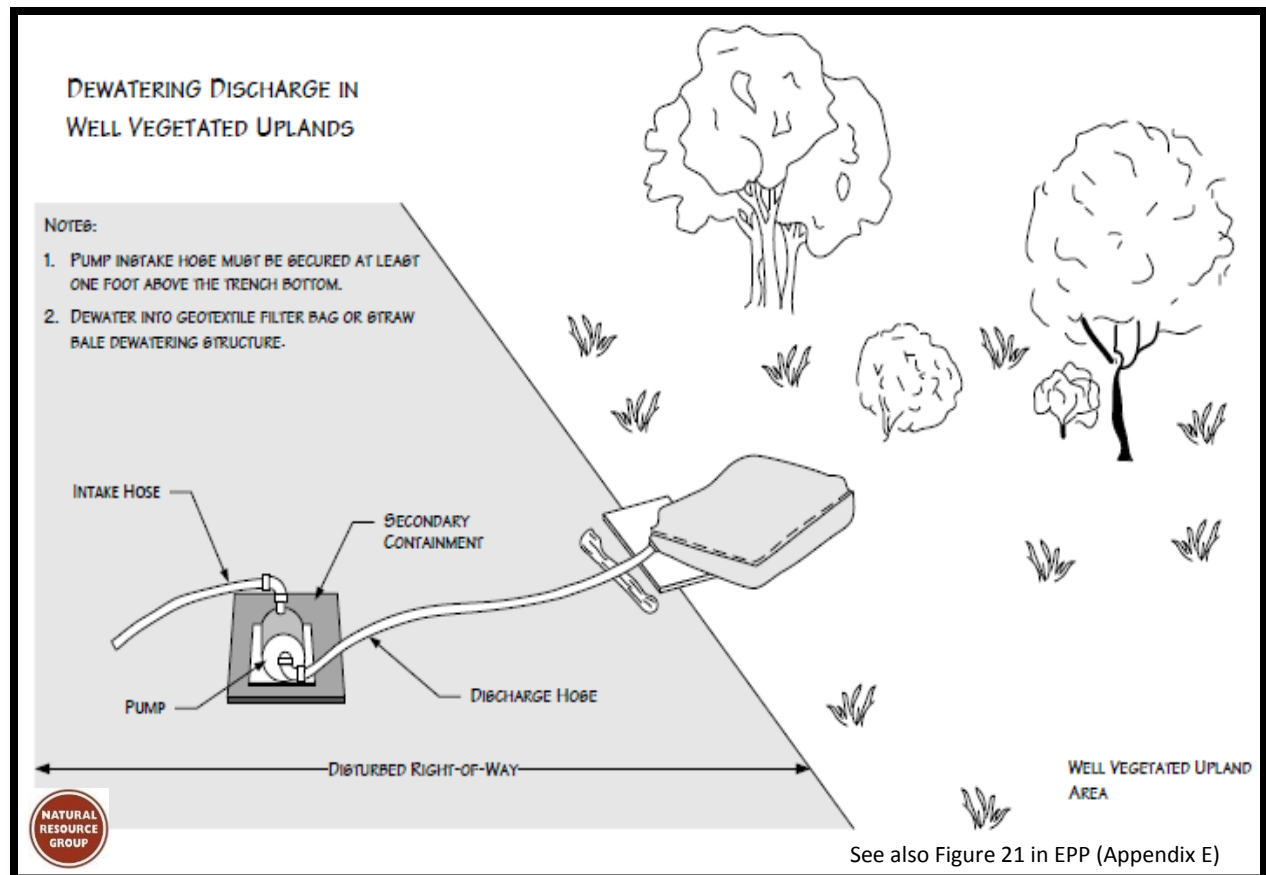 DEWATERING DISCHARGE IN
WELL VEGETATED UPLANDS
NOTES:
1. PUMP INSTAKE HOSE MUST BE SECURED AT LEAST
ONE FOOT ABOVE THE TRENCH BOTTOM.
2. DEWATER INTO GEOTEXTILE FILTER BAG OR STRAW
BALE DEWATERING STRUCTURE.
INTAKE HOSE
SECONDARY
CONTAINMENT
PUMP
DISCHARGE HOSE
DISTURBED RIGHT-OF-WAY
WELL VEGETATED UPLAND
AREA
NATURAL
RESOURCE
GROUP
See also Figure 21 in EPP (Appendix E)